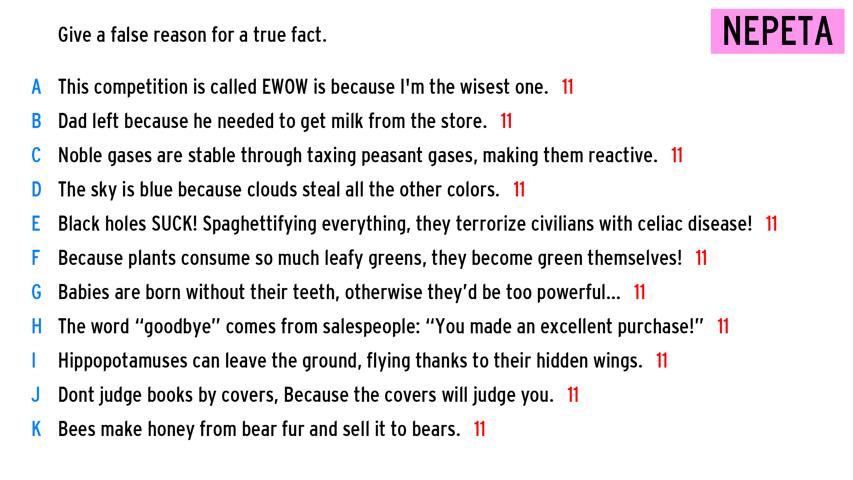 Give a false reason for a true fact.
NEPETA
A This competition is called EWOW is because I'm the wisest one. 11
B Dad left because he needed to get milk from the store. 11
C Noble gases are stable through taxing peasant gases, making them reactive. 11
D The sky is blue because clouds steal all the other colors. 11
E Black holes SUCK! Spaghettifying everything, they terrorize civilians with celiac disease! 11
F Because plants consume so much leafy greens, they become green themselves! 11
G Babies are born without their teeth, otherwise they’d be too powerful... 11
H The word “goodbye” comes from salespeople: “You made an excellent purchase!” 11
I Hippopotamuses can leave the ground, flying thanks to their hidden wings. 11
J Dont judge books by covers, Because the covers will judge you. 11
K Bees make honey from bear fur and sell it to bears. 11